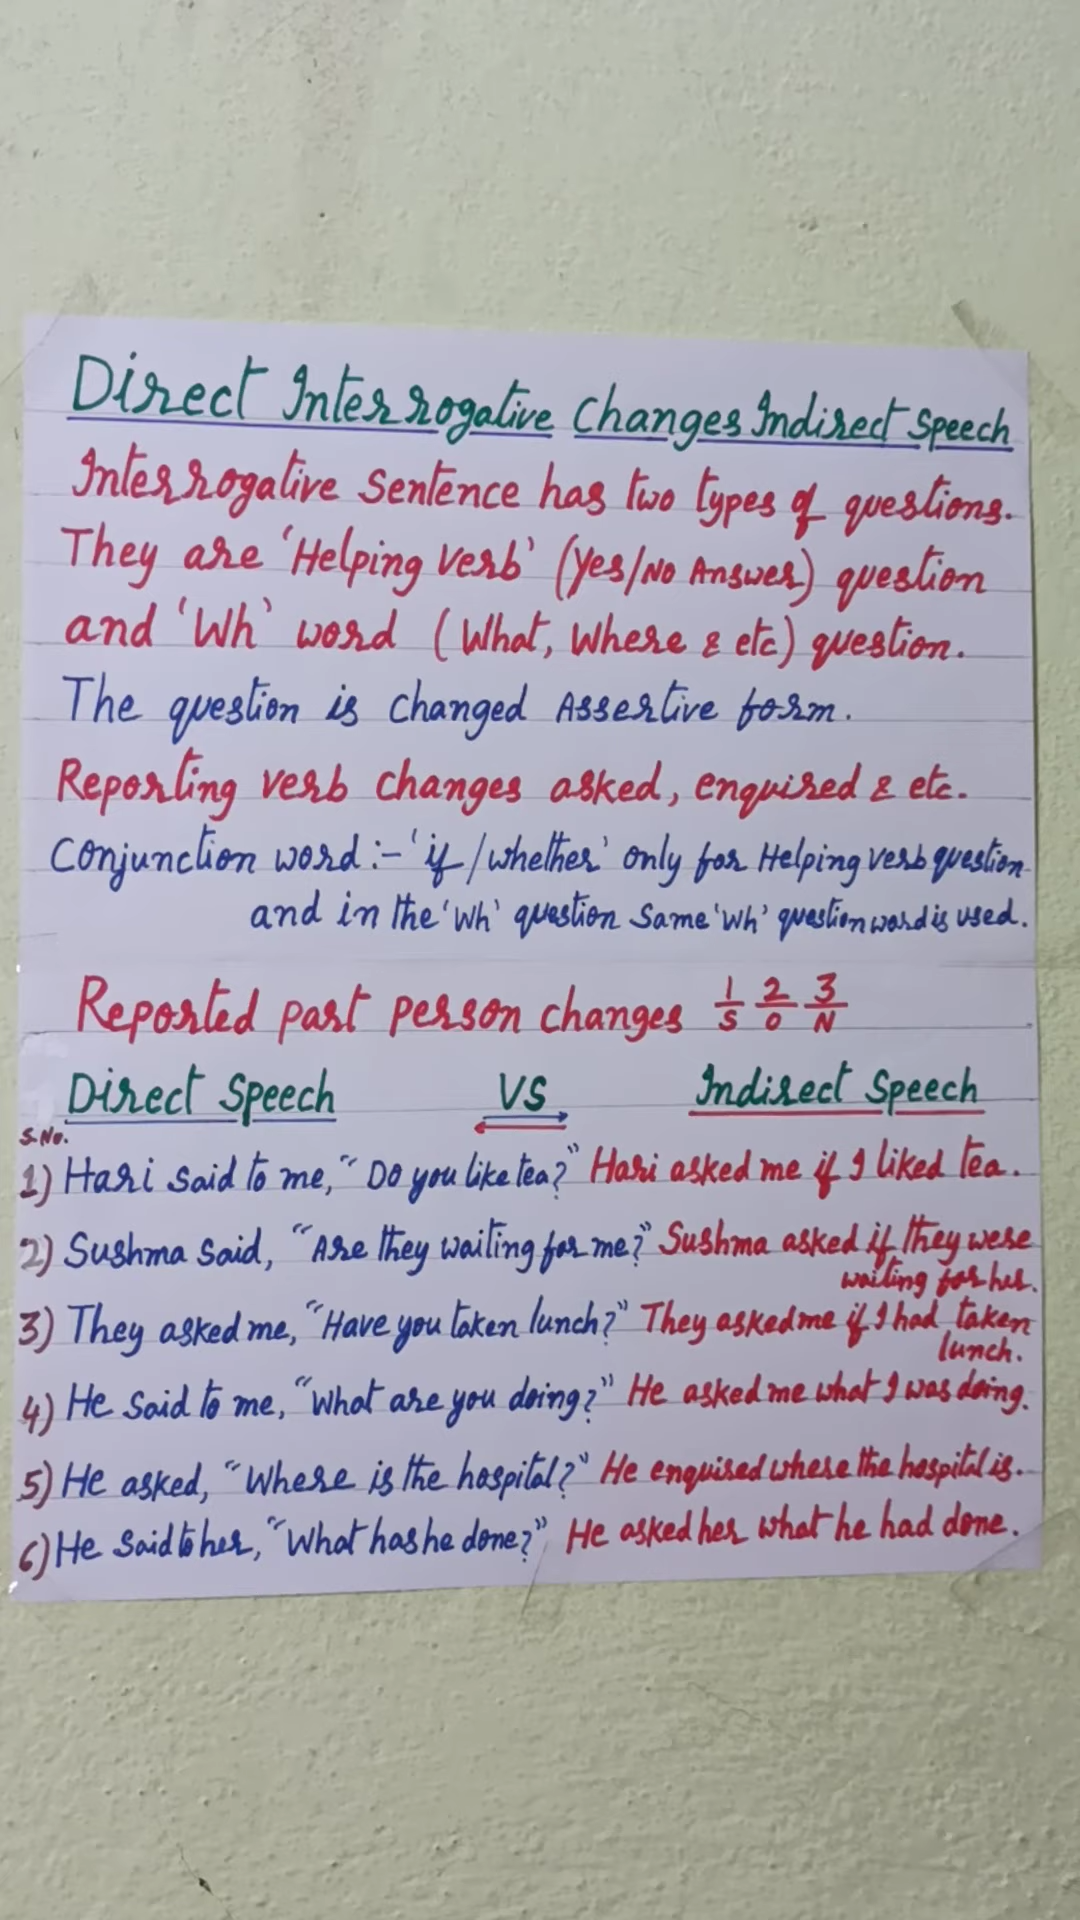 Direct Interrogative Changes Indirect Speech
Interrogative Sentence has two types of questions.
They are 'Helping Verb' (Yes/No Answer) question
and 'Wh' word (What, Where & etc) question.
The question is changed Assertive form.
Reporting verb changes asked, enquired & etc.
Conjunction word :- 'if/whether' only for Helping verb question
and in the 'Wh' question Same 'Wh' question word is used.
Reported part person changes 1/S 2/O 3/N
Direct Speech VS Indirect Speech
S.No.
1) Hari said to me, "Do you like tea?" Hari asked me if I liked tea.
2) Sushma said, "Are they waiting for me?" Sushma asked if they were
waiting for her.
3) They asked me, "Have you taken lunch?" They asked me if I had taken
lunch.
4) He said to me, "What are you doing?" He asked me what I was doing.
5) He asked, "Where is the hospital?" He enquired where the hospital is.
6) He said to her, "What has he done?" He asked her what he had done.